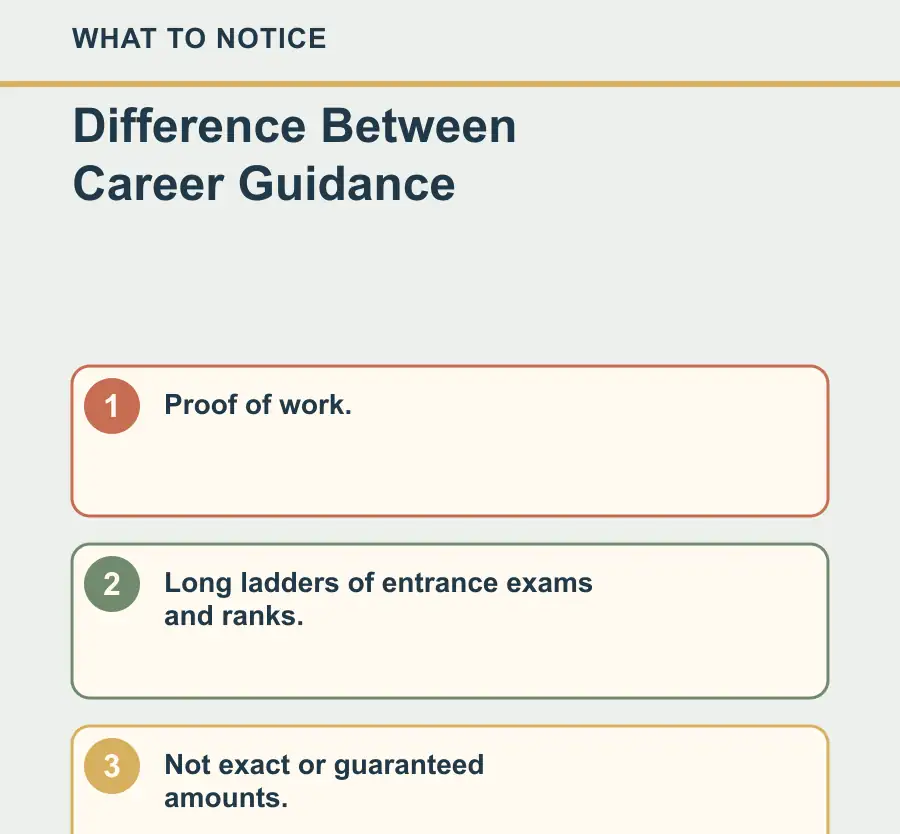 WHAT TO NOTICE
Difference Between
Career Guidance
1
Proof of work.
2
Long ladders of entrance exams
and ranks.
3
Not exact or guaranteed
amounts.